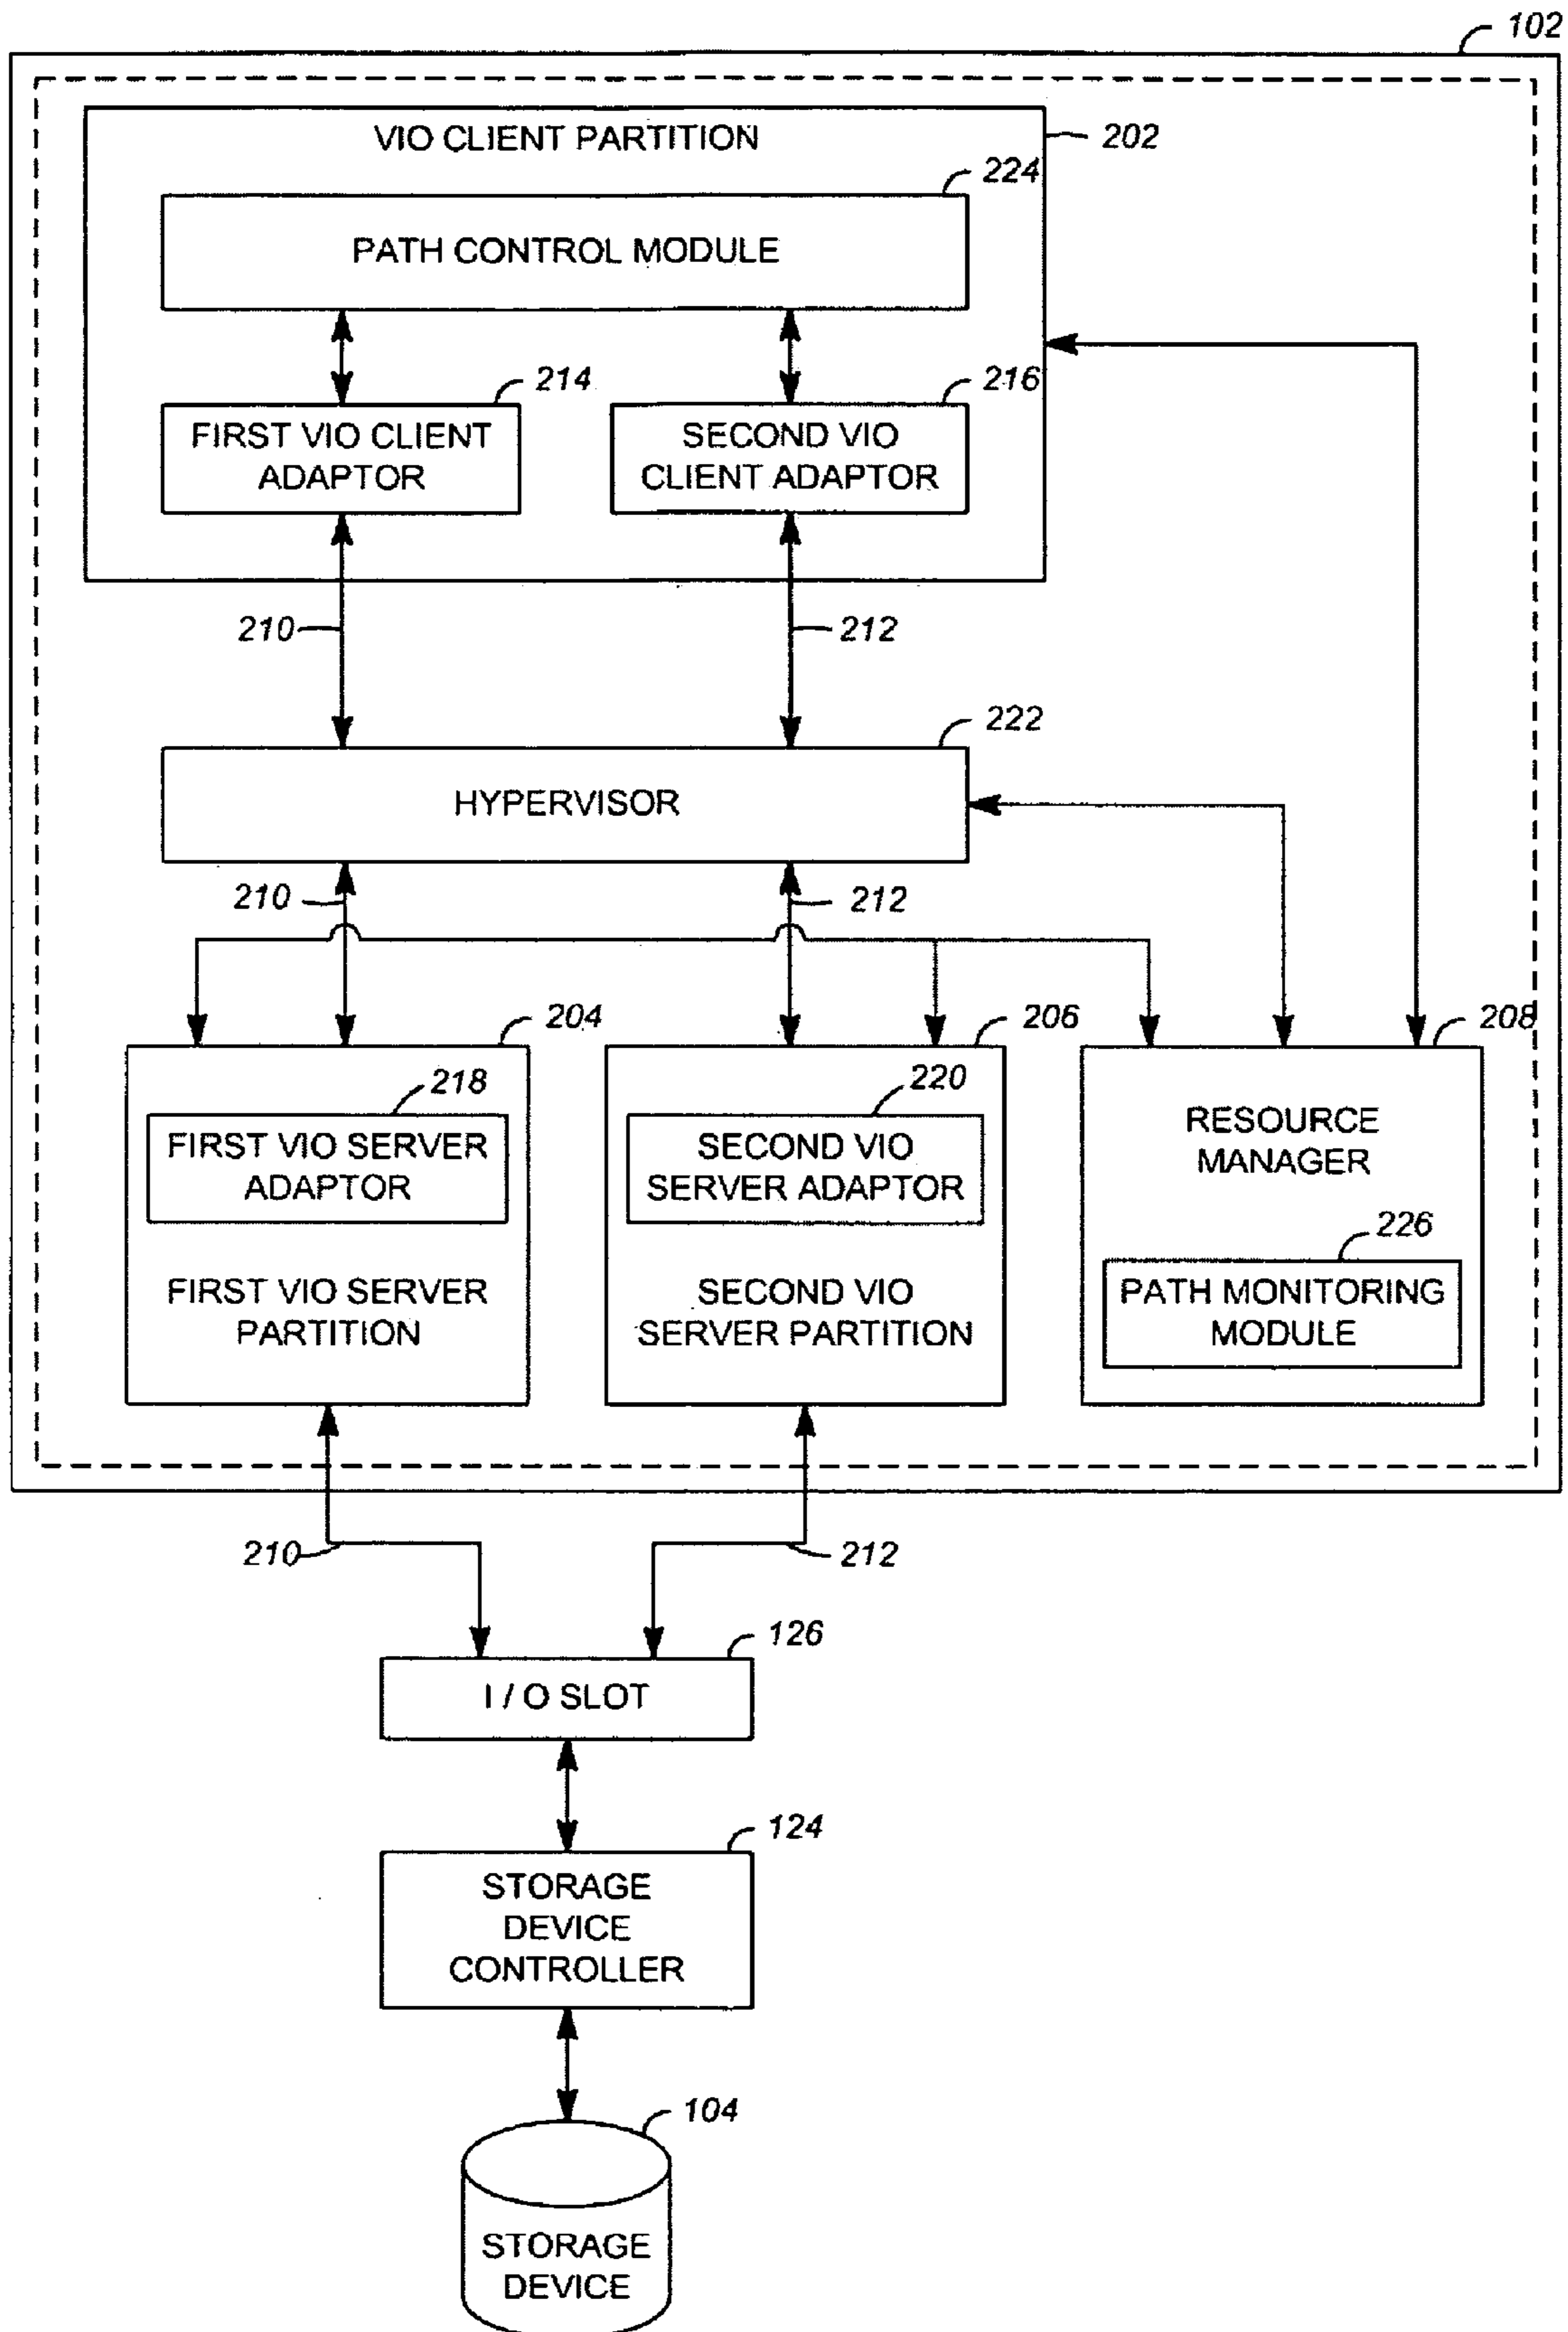 102
VIO CLIENT PARTITION
202
224
PATH CONTROL MODULE
214
216
FIRST VIO CLIENT
ADAPTOR
SECOND VIO
CLIENT ADAPTOR
210
212
222
HYPERVISOR
210
212
204
206
208
218
220
FIRST VIO SERVER
ADAPTOR
SECOND VIO
SERVER ADAPTOR
RESOURCE
MANAGER
226
FIRST VIO SERVER
PARTITION
SECOND VIO
SERVER PARTITION
PATH MONITORING
MODULE
210
212
126
I / O SLOT
124
STORAGE
DEVICE
CONTROLLER
104
STORAGE
DEVICE